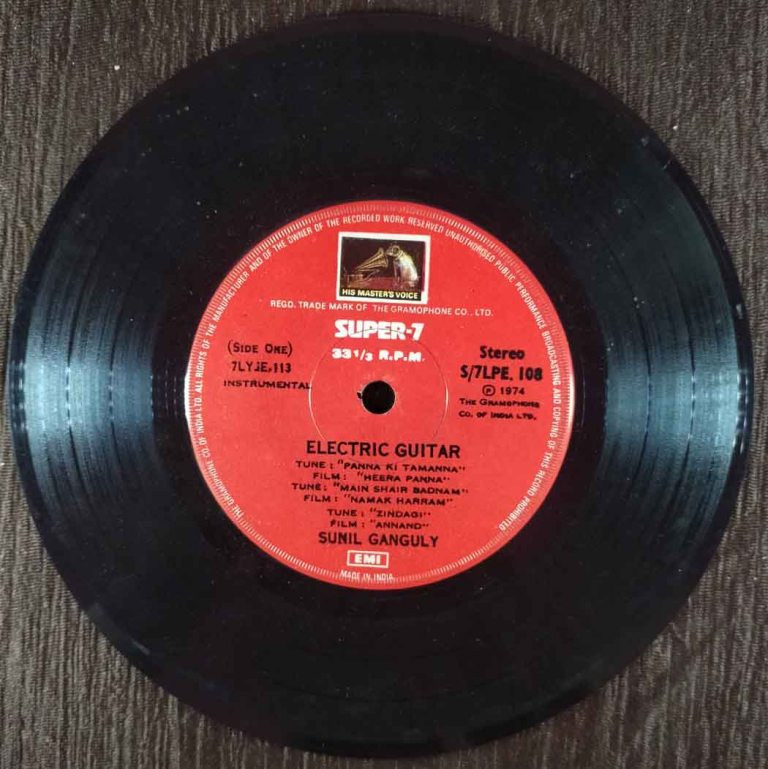 THE GRAMOPHONE CO. OF INDIA LTD. ALL RIGHTS OF THE MANUFACTURER AND OF THE OWNER OF THE RECORDED WORK RESERVED UNAUTHORISED PUBLIC PERFORMANCE BROADCASTING AND COPYING OF THIS RECORD PROHIBITED
HIS MASTER'S VOICE
REGD. TRADE MARK OF THE GRAMOPHONE CO., LTD.
SUPER-7
33 1/3 R.P.M.
(SIDE ONE)
7LYJE.113
INSTRUMENTAL
Stereo
S/7LPE. 108
Ⓟ 1974
THE GRAMOPHONE
CO. OF INDIA LTD.
ELECTRIC GUITAR
TUNE : "PANNA KI TAMANNA"
FILM : "HEERA PANNA"
TUNE : "MAIN SHAIR BADNAM"
FILM : "NAMAK HARRAM"
TUNE : "ZINDAGI"
FILM : "ANNAND"
SUNIL GANGULY
EMI
MADE IN INDIA